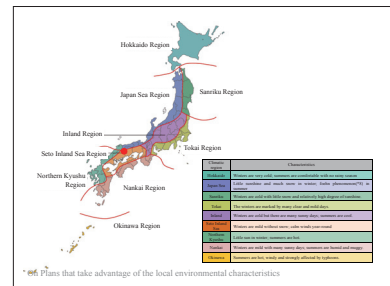 Hokkaido Region
Japan Sea Region
Sanriku Region
Inland Region
Tokai Region
Seto Inland Sea Region
Northern Kyushu
Region
Nankai Region
Okinawa Region
Climatic
region
Characteristics
Hokkaido
Winters are very cold; summers are comfortable with no rainy season.
Japan Sea
Little sunshine and much snow in winter; foehn phenomenon[*3] in
summer
Sanriku
Winters are cold with little snow and relatively high degree of sunshine.
Tokai
The winters are marked by many clear and mild days.
Inland
Winters are cold but there are many sunny days; summers are cool.
Seto Inland
Sea
Winters are mild without snow; calm winds year-round.
Northern
Kyushu
Little sun in winter; summers are hot.
Nankai
Winters are mild with many sunny days; summers are humid and muggy.
Okinawa
Summers are hot, windy and strongly affected by typhoons.
Plans that take advantage of the local environmental characteristics